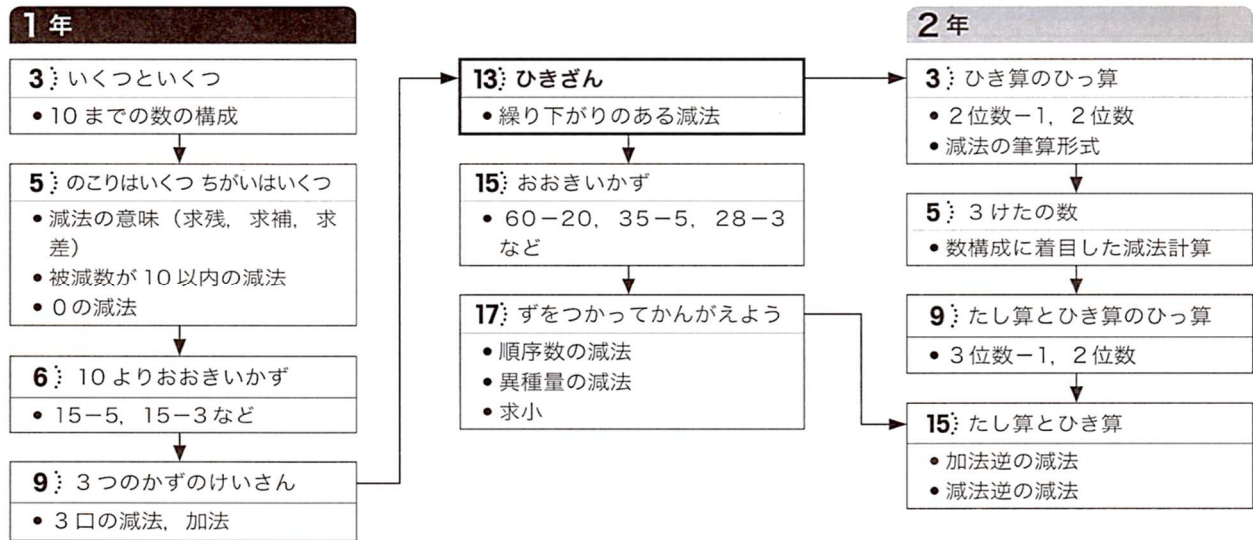 1年
3 いくつといくつ
• 10までの数の構成
5 のこりはいくつ ちがいはいくつ
• 減法の意味（求残，求補，求
差）
• 被減数が10以内の減法
• 0の減法
6 10よりおおきいかず
• 15−5，15−3など
9 3つのかずのけいさん
• 3口の減法，加法
13 ひきざん
• 繰り下がりのある減法
15 おおきいかず
• 60−20，35−5，28−3
など
17 ずをつかってかんがえよう
• 順序数の減法
• 異種量の減法
• 求小
2年
3 ひき算のひっ算
• 2位数−1，2位数
• 減法の筆算形式
5 3けたの数
• 数構成に着目した減法計算
9 たし算とひき算のひっ算
• 3位数−1，2位数
15 たし算とひき算
• 加法逆の減法
• 減法逆の減法